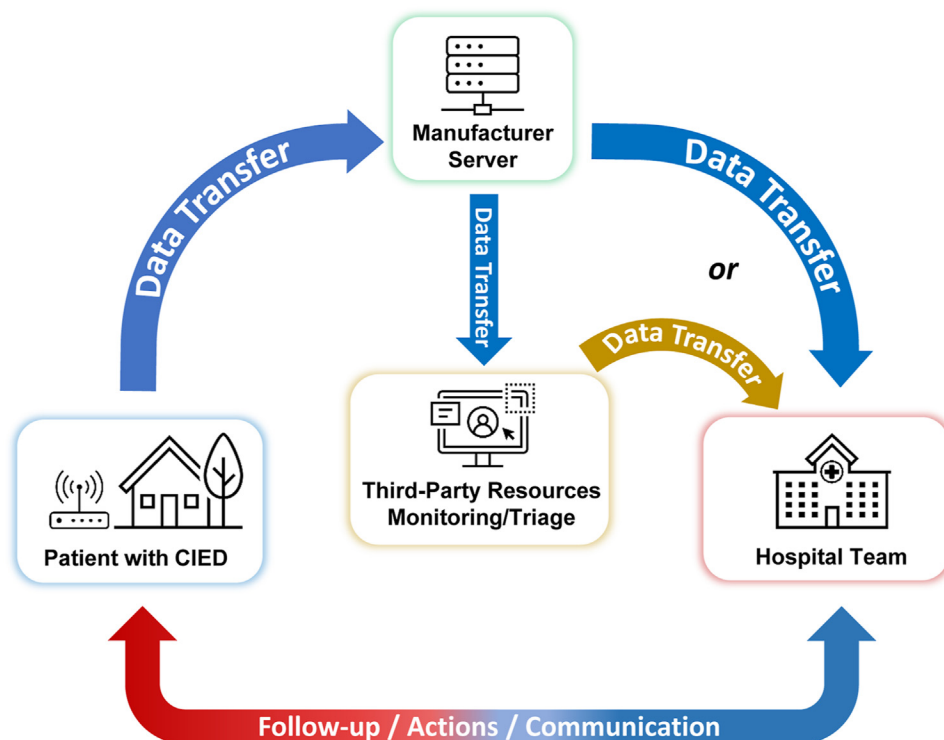 Manufacturer
Server
Data Transfer
Data Transfer
Data Transfer
or
Data Transfer
Third-Party Resources
Monitoring/Triage
Patient with CIED
Hospital Team
Follow-up / Actions / Communication